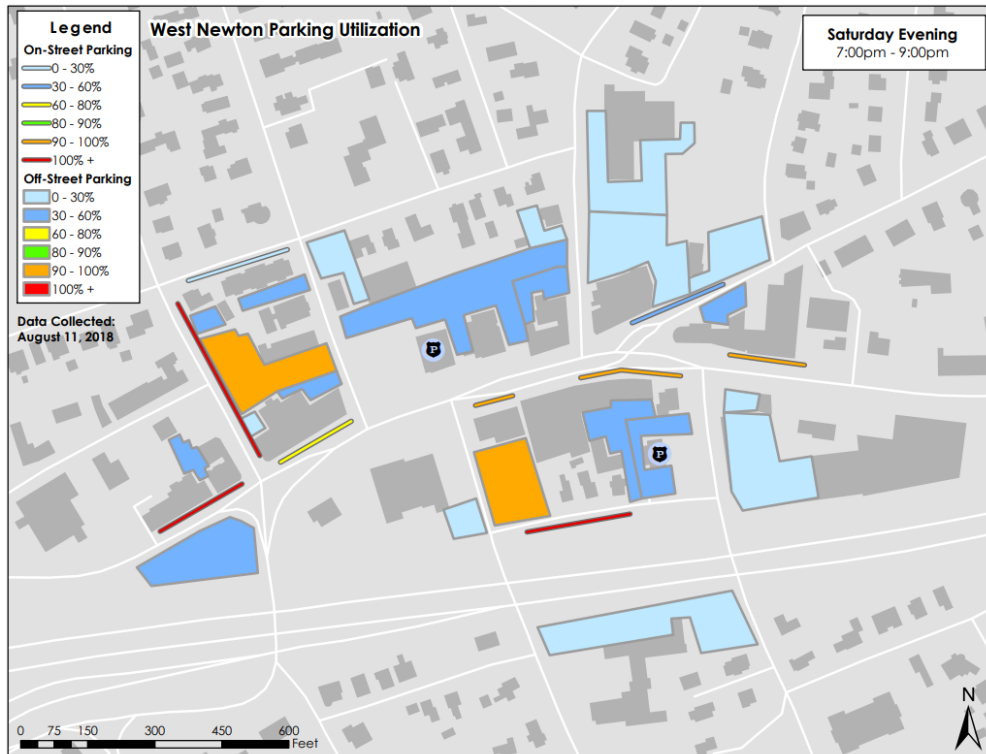 Legend
On-Street Parking
0 - 30%
30 - 60%
60 - 80%
80 - 90%
90 - 100%
100% +
Off-Street Parking
0 - 30%
30 - 60%
60 - 80%
80 - 90%
90 - 100%
100% +
West Newton Parking Utilization
Saturday Evening
7:00pm - 9:00pm
Data Collected:
August 11, 2018
P
P
0 75 150 300 450 600
Feet
N